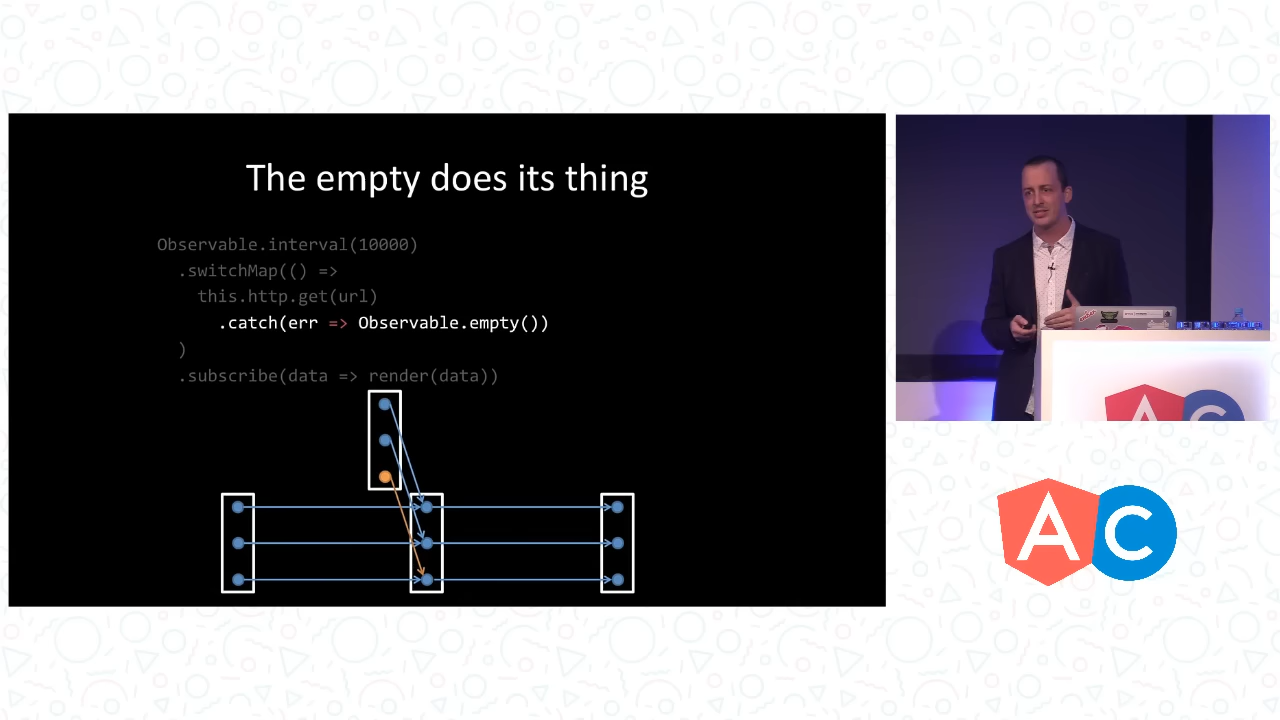 The empty does its thing
Observable.interval(10000)
.switchMap(() =>
this.http.get(url)
.catch(err => Observable.empty())
)
.subscribe(data => render(data))
A C
A C